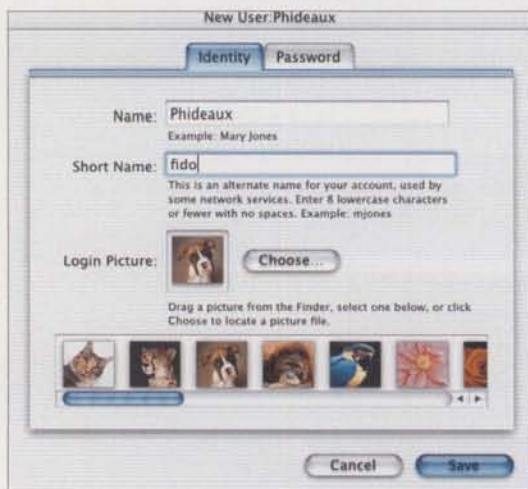 New User:Phideaux
Identity Password
Name: Phideaux
Example: Mary Jones
Short Name: fido
This is an alternate name for your account, used by
some network services. Enter 8 lowercase characters
or fewer with no spaces. Example: mjones
Login Picture: Choose...
Drag a picture from the Finder, select one below, or click
Choose to locate a picture file.
Cancel Save